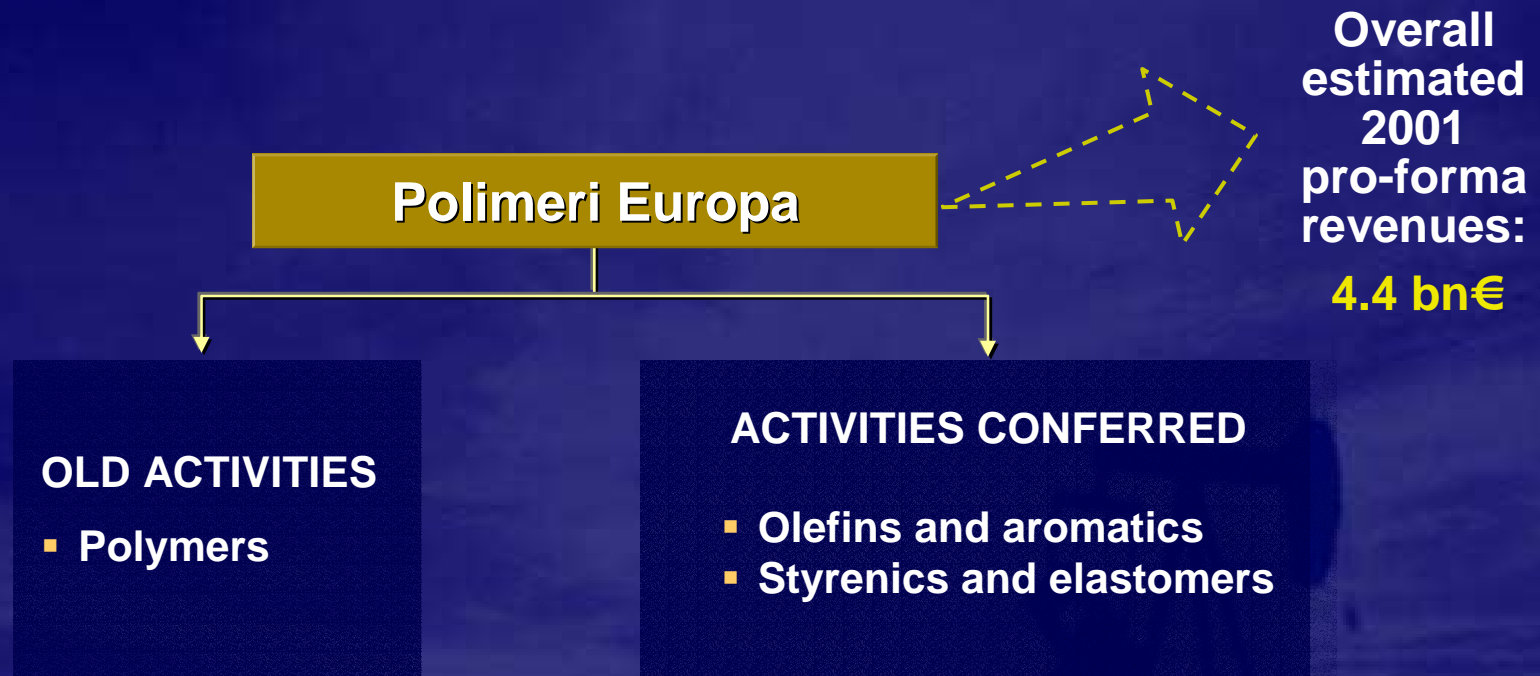 Overall
estimated
2001
pro-forma
revenues:
4.4 bn€
Polimeri Europa
OLD ACTIVITIES
▪ Polymers
ACTIVITIES CONFERRED
▪ Olefins and aromatics
▪ Styrenics and elastomers